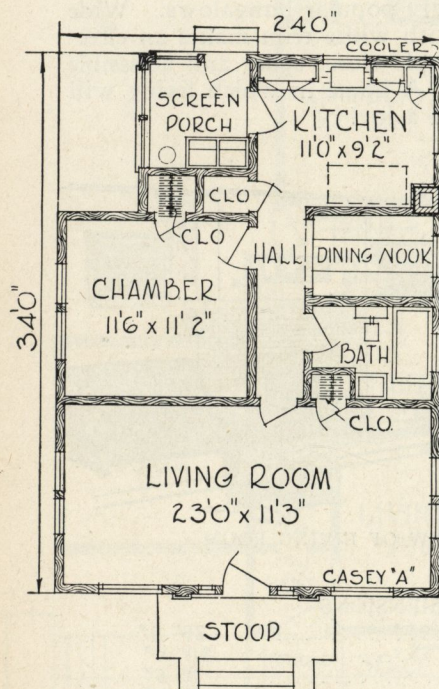 24'0"
COOLER
SCREEN
PORCH
KITCHEN
11'0" x 9'2"
CLO
CLO
HALL
DINING NOOK
34'0"
CHAMBER
11'6" x 11'2"
BATH
CLO.
LIVING ROOM
23'0" x 11'3"
CASEY "A"
STOOP